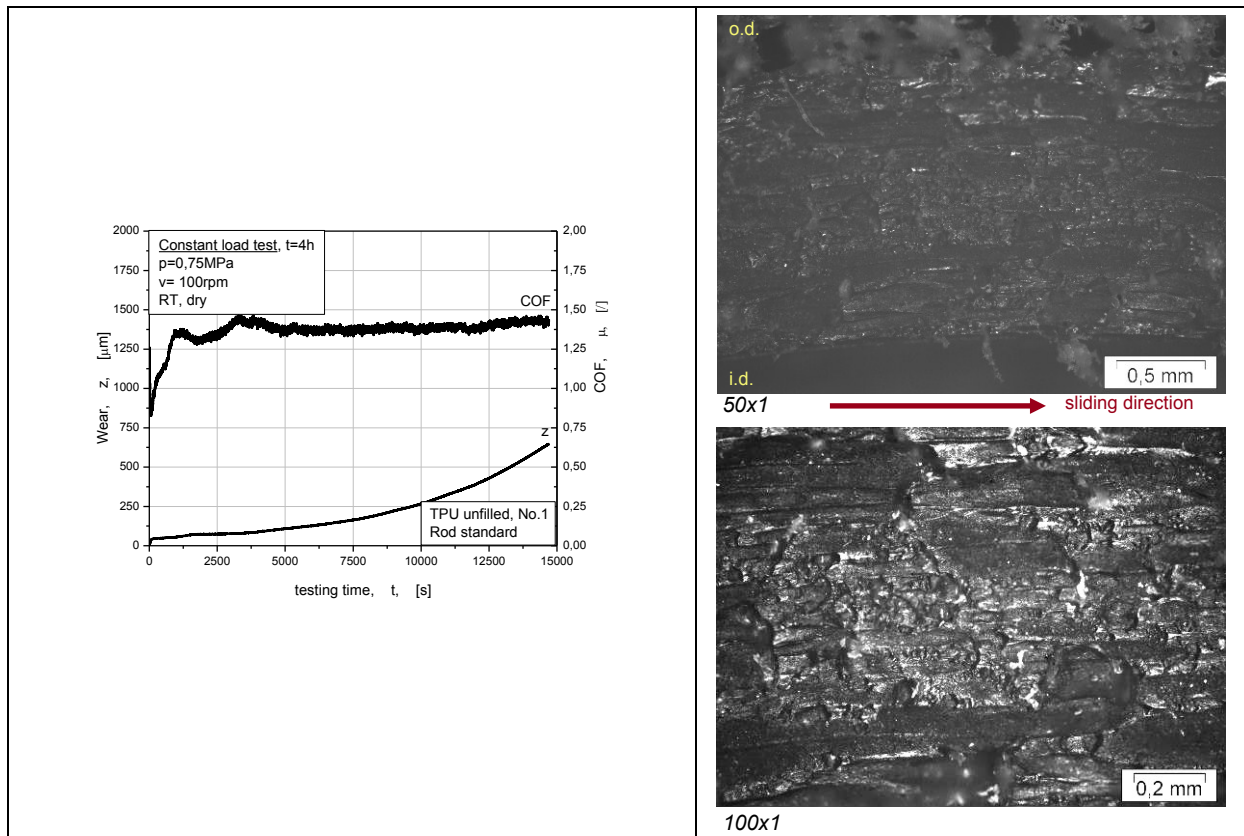 2000
1750
1500
1250
1000
750
500
250
0
Wear, z, [µm]
Constant load test, t=4h
p=0,75MPa
v= 100rpm
RT, dry
COF
z
TPU unfilled, No.1
Rod standard
2,00
1,75
1,50
1,25
1,00
0,75
0,50
0,25
0,00
COF, µ, [/]
0 2500 5000 7500 10000 12500 15000
testing time, t, [s]
o.d.
i.d.
0,5 mm
50x1
sliding direction
0,2 mm
100x1